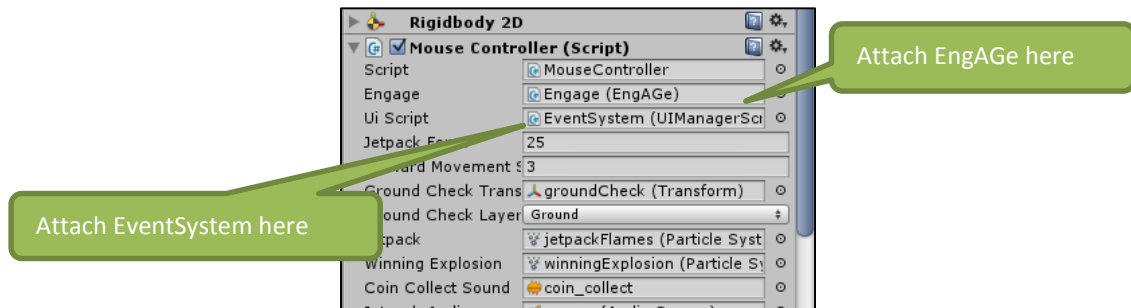 Rigidbody 2D
Mouse Controller (Script)
Attach EngAGe here
Script MouseController
Engage Engage (EngAGe)
Ui Script EventSystem (UIManagerScr
Jetpack 25
ard Movement S 3
Ground Check Trans groundCheck (Transform)
Attach EventSystem here
ound Check Layer Ground
tpack jetpackFlames (Particle Syst
Winning Explosion winningExplosion (Particle Sy
Coin Collect Sound coin_collect